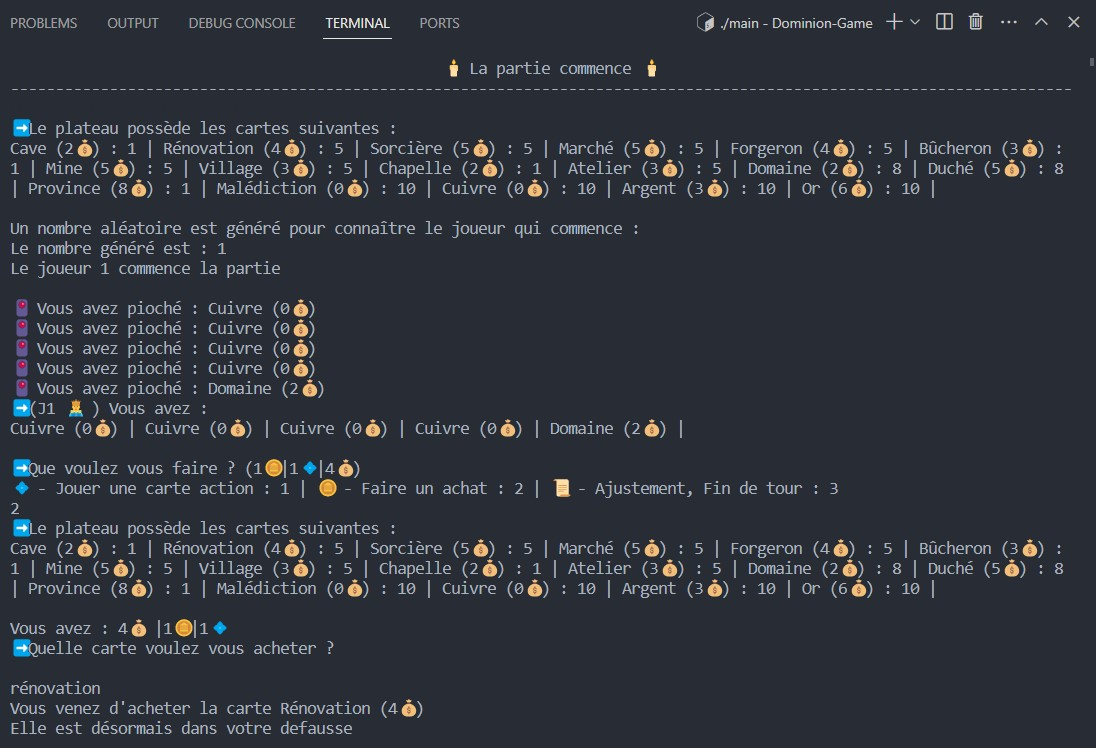 PROBLEMS OUTPUT DEBUG CONSOLE TERMINAL PORTS ./main - Dominion-Game
🕯️ La partie commence 🕯️
----------------------------------------------------------------------------------------------------------------------
➡️Le plateau possède les cartes suivantes :
Cave (2💰) : 1 | Rénovation (4💰) : 5 | Sorcière (5💰) : 5 | Marché (5💰) : 5 | Forgeron (4💰) : 5 | Bûcheron (3💰) :
1 | Mine (5💰) : 5 | Village (3💰) : 5 | Chapelle (2💰) : 1 | Atelier (3💰) : 5 | Domaine (2💰) : 8 | Duché (5💰) : 8
| Province (8💰) : 1 | Malédiction (0💰) : 10 | Cuivre (0💰) : 10 | Argent (3💰) : 10 | Or (6💰) : 10 |
Un nombre aléatoire est généré pour connaître le joueur qui commence :
Le nombre généré est : 1
Le joueur 1 commence la partie
🎴 Vous avez pioché : Cuivre (0💰)
🎴 Vous avez pioché : Cuivre (0💰)
🎴 Vous avez pioché : Cuivre (0💰)
🎴 Vous avez pioché : Cuivre (0💰)
🎴 Vous avez pioché : Domaine (2💰)
➡️(J1 🤴 ) Vous avez :
Cuivre (0💰) | Cuivre (0💰) | Cuivre (0💰) | Cuivre (0💰) | Domaine (2💰) |
➡️Que voulez vous faire ? (1🪙|1🔹|4💰)
🔹 - Jouer une carte action : 1 | 🪙 - Faire un achat : 2 | 📜 - Ajustement, Fin de tour : 3
2
➡️Le plateau possède les cartes suivantes :
Cave (2💰) : 1 | Rénovation (4💰) : 5 | Sorcière (5💰) : 5 | Marché (5💰) : 5 | Forgeron (4💰) : 5 | Bûcheron (3💰) :
1 | Mine (5💰) : 5 | Village (3💰) : 5 | Chapelle (2💰) : 1 | Atelier (3💰) : 5 | Domaine (2💰) : 8 | Duché (5💰) : 8
| Province (8💰) : 1 | Malédiction (0💰) : 10 | Cuivre (0💰) : 10 | Argent (3💰) : 10 | Or (6💰) : 10 |
Vous avez : 4💰 |1🪙|1🔹
➡️Quelle carte voulez vous acheter ?
rénovation
Vous venez d'acheter la carte Rénovation (4💰)
Elle est désormais dans votre defausse